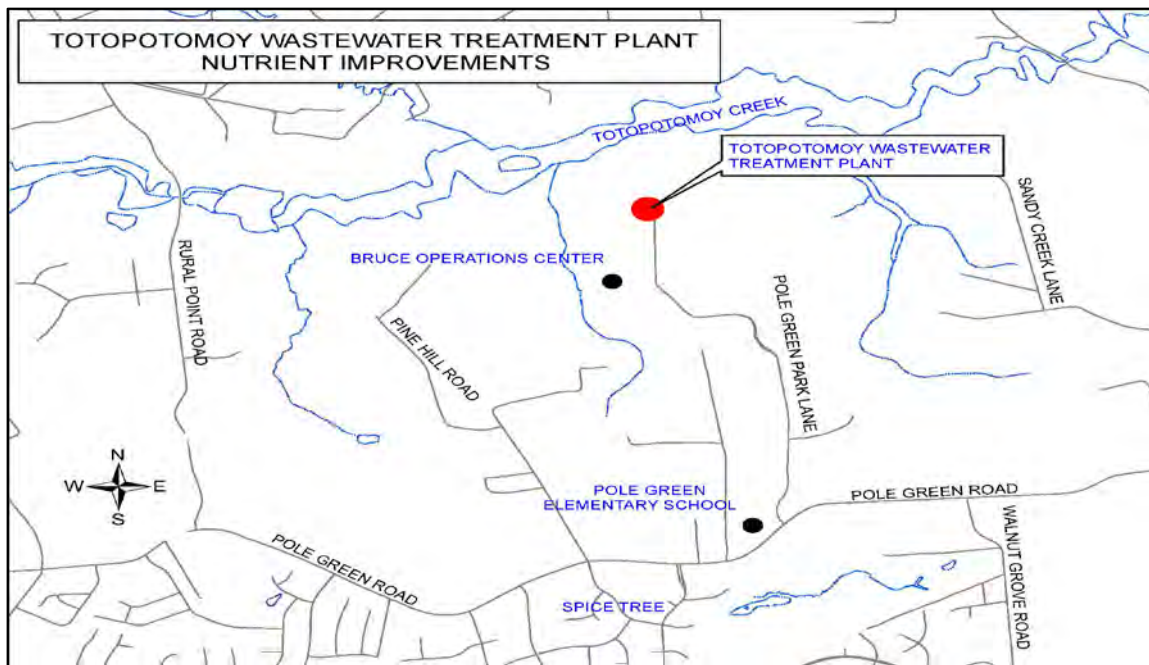 TOTOPOTOMOY WASTEWATER TREATMENT PLANT
NUTRIENT IMPROVEMENTS
TOTOPOTOMOY CREEK
TOTOPOTOMOY WASTEWATER
TREATMENT PLANT
SANDY CREEK LANE
RURAL POINT ROAD
BRUCE OPERATIONS CENTER
PINE HILL ROAD
POLE GREEN PARK LANE
N
W E
S
POLE GREEN
ELEMENTARY SCHOOL
POLE GREEN ROAD
WALNUT GROVE ROAD
POLE GREEN ROAD
SPICE TREE